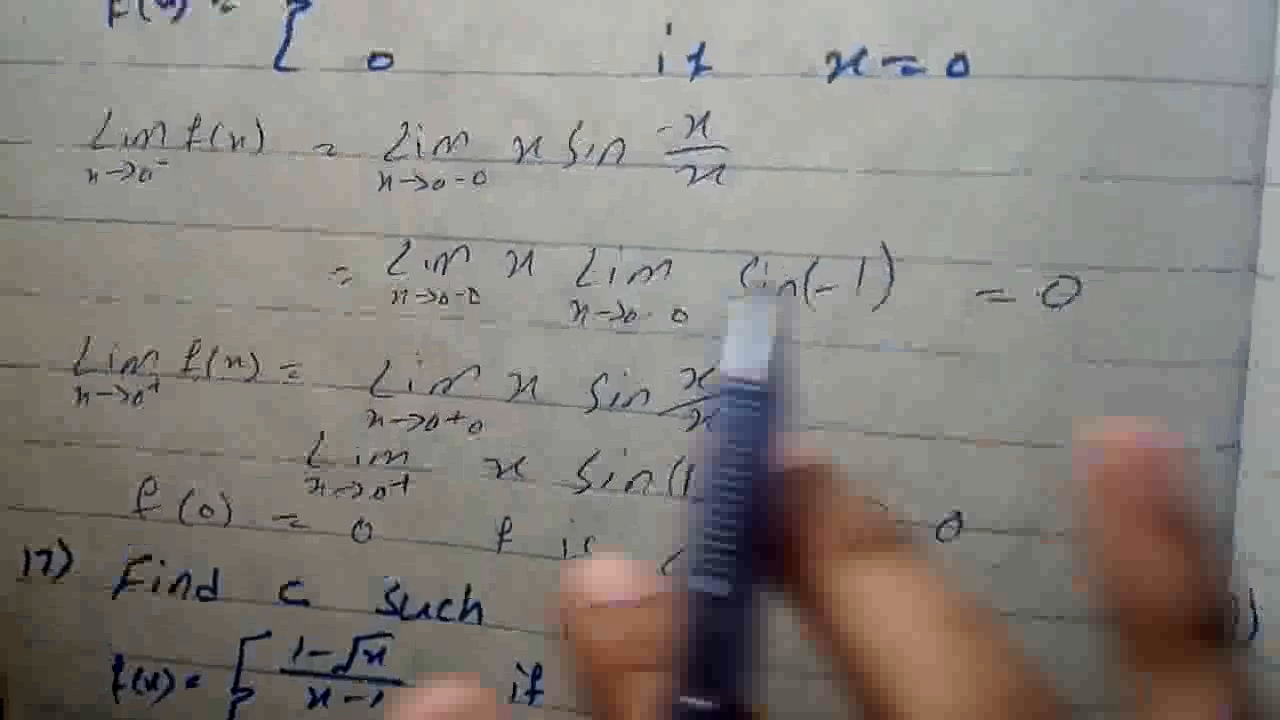 f(x) = {
0 if x = 0
Lim x→0⁻ f(x) = Lim x→0-0 x Sin -x/x
= Lim x→0-0 x Lim x→0-0 Sin(-1) = 0
Lim x→0⁺ f(x) = Lim x→0+0 x Sin x/x
Lim x→0⁺ x Sin(1
f(0) = 0 f is 0
17) Find c such
f(x) = { 1-√x / x-1 if